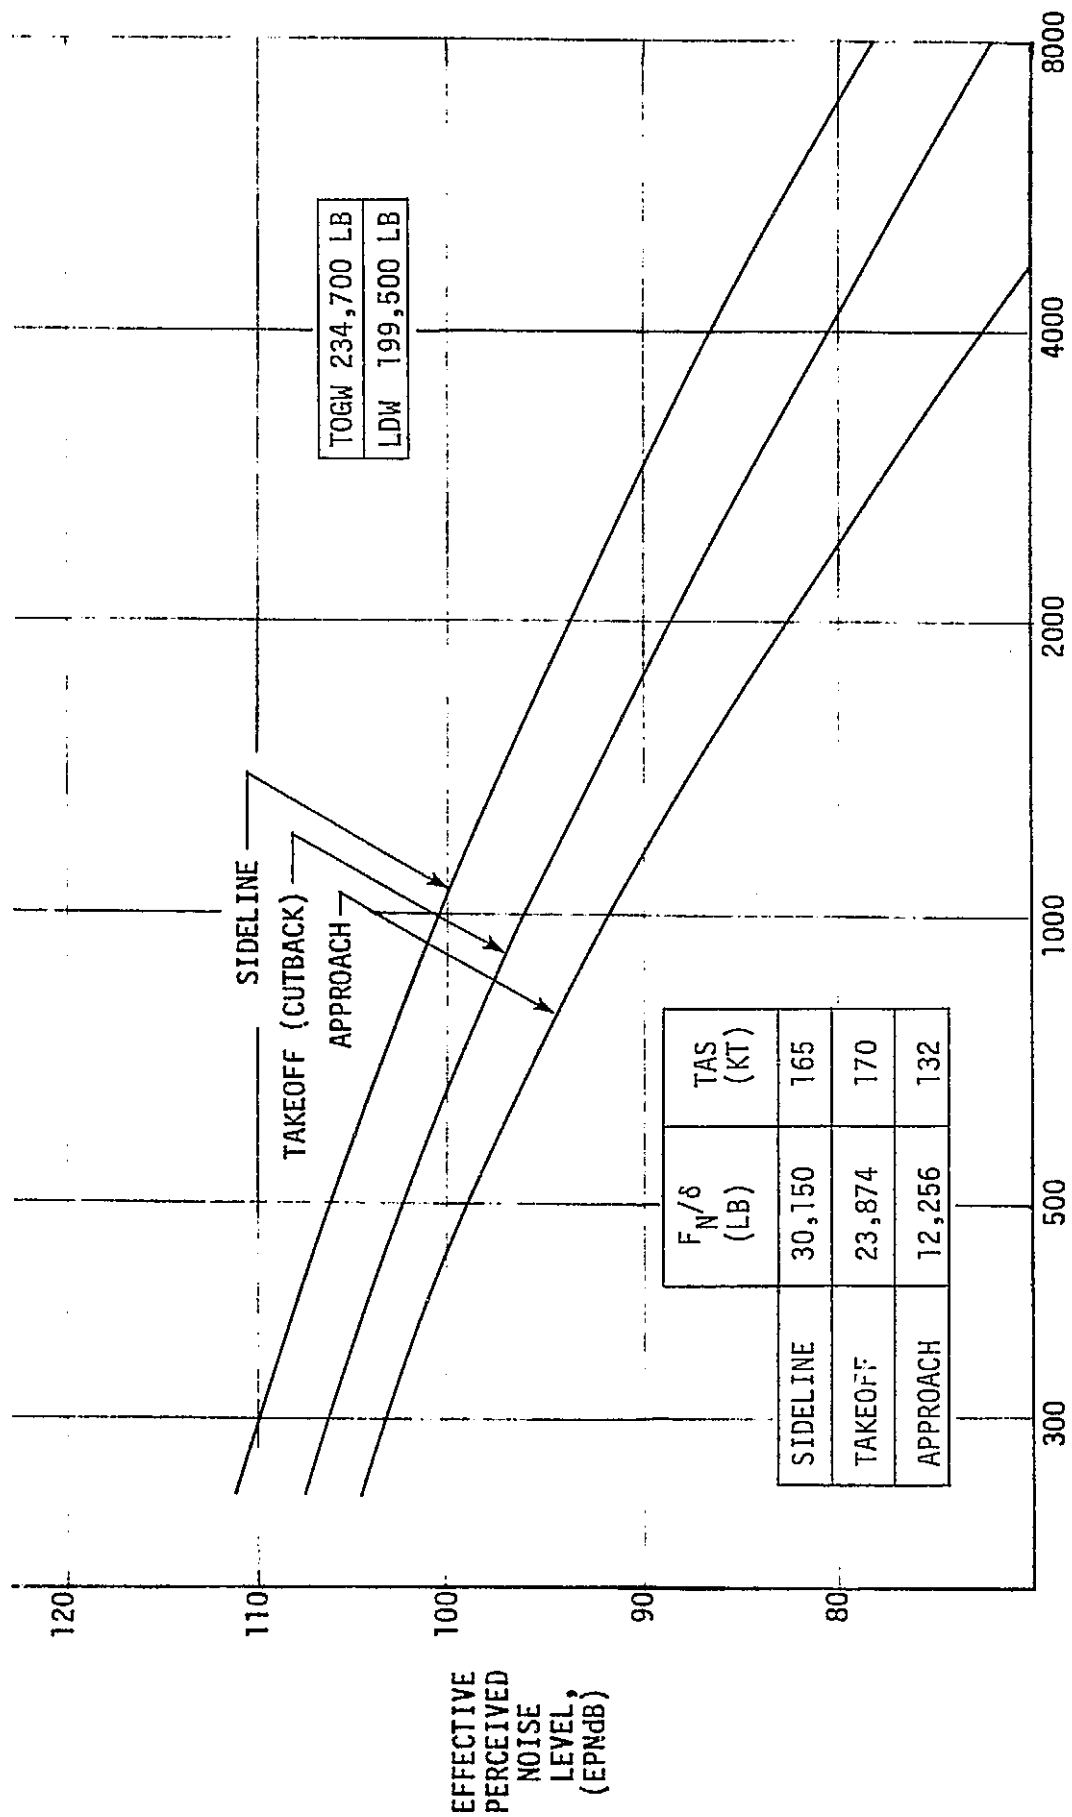 EFFECTIVE
PERCEIVED
NOISE
LEVEL,
(EPNdB)
120
110
100
90
80
SIDELINE
TAKEOFF (CUTBACK)
APPROACH
TOGW 234,700 LB
LDW 199,500 LB
F_N/δ (LB) TAS (KT)
SIDELINE 30,150 165
TAKEOFF 23,874 170
APPROACH 12,256 132
300 500 1000 2000 4000 8000